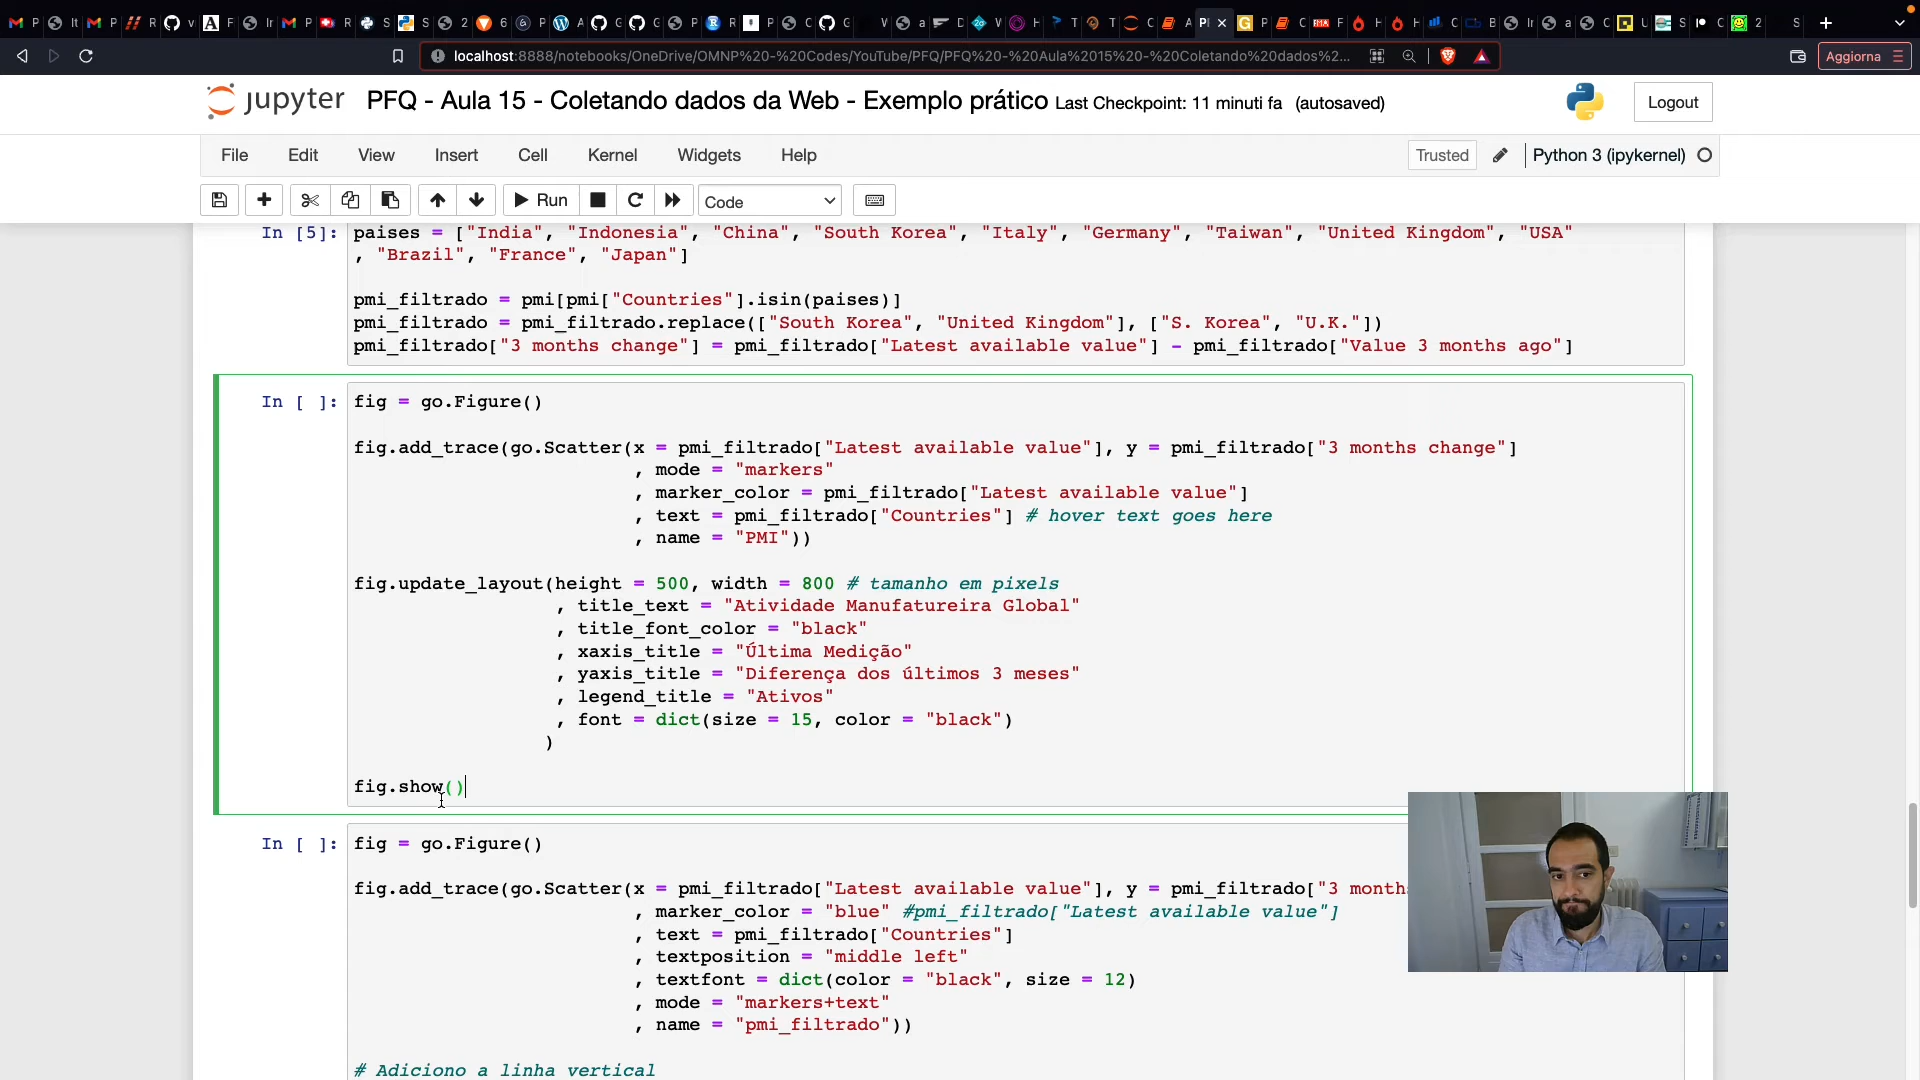 localhost:8888/notebooks/OneDrive/OMNP%20-%20Codes/YouTube/PFQ/PFQ%20-%20Aula%2015%20-%20Coletando%20dados%2...
Aggiorna
jupyter PFQ - Aula 15 - Coletando dados da Web - Exemplo prático Last Checkpoint: 11 minuti fa (autosaved)
Logout
File Edit View Insert Cell Kernel Widgets Help
Trusted Python 3 (ipykernel)
Run Code
In [5]: paises = ["India", "Indonesia", "China", "South Korea", "Italy", "Germany", "Taiwan", "United Kingdom", "USA"
, "Brazil", "France", "Japan"]
pmi_filtrado = pmi[pmi["Countries"].isin(paises)]
pmi_filtrado = pmi_filtrado.replace(["South Korea", "United Kingdom"], ["S. Korea", "U.K."])
pmi_filtrado["3 months change"] = pmi_filtrado["Latest available value"] - pmi_filtrado["Value 3 months ago"]
In [ ]: fig = go.Figure()
fig.add_trace(go.Scatter(x = pmi_filtrado["Latest available value"], y = pmi_filtrado["3 months change"]
, mode = "markers"
, marker_color = pmi_filtrado["Latest available value"]
, text = pmi_filtrado["Countries"] # hover text goes here
, name = "PMI"))
fig.update_layout(height = 500, width = 800 # tamanho em pixels
, title_text = "Atividade Manufatureira Global"
, title_font_color = "black"
, xaxis_title = "Última Medição"
, yaxis_title = "Diferença dos últimos 3 meses"
, legend_title = "Ativos"
, font = dict(size = 15, color = "black")
)
fig.show()
In [ ]: fig = go.Figure()
fig.add_trace(go.Scatter(x = pmi_filtrado["Latest available value"], y = pmi_filtrado["3 month
, marker_color = "blue" #pmi_filtrado["Latest available value"]
, text = pmi_filtrado["Countries"]
, textposition = "middle left"
, textfont = dict(color = "black", size = 12)
, mode = "markers+text"
, name = "pmi_filtrado"))
# Adiciono a linha vertical